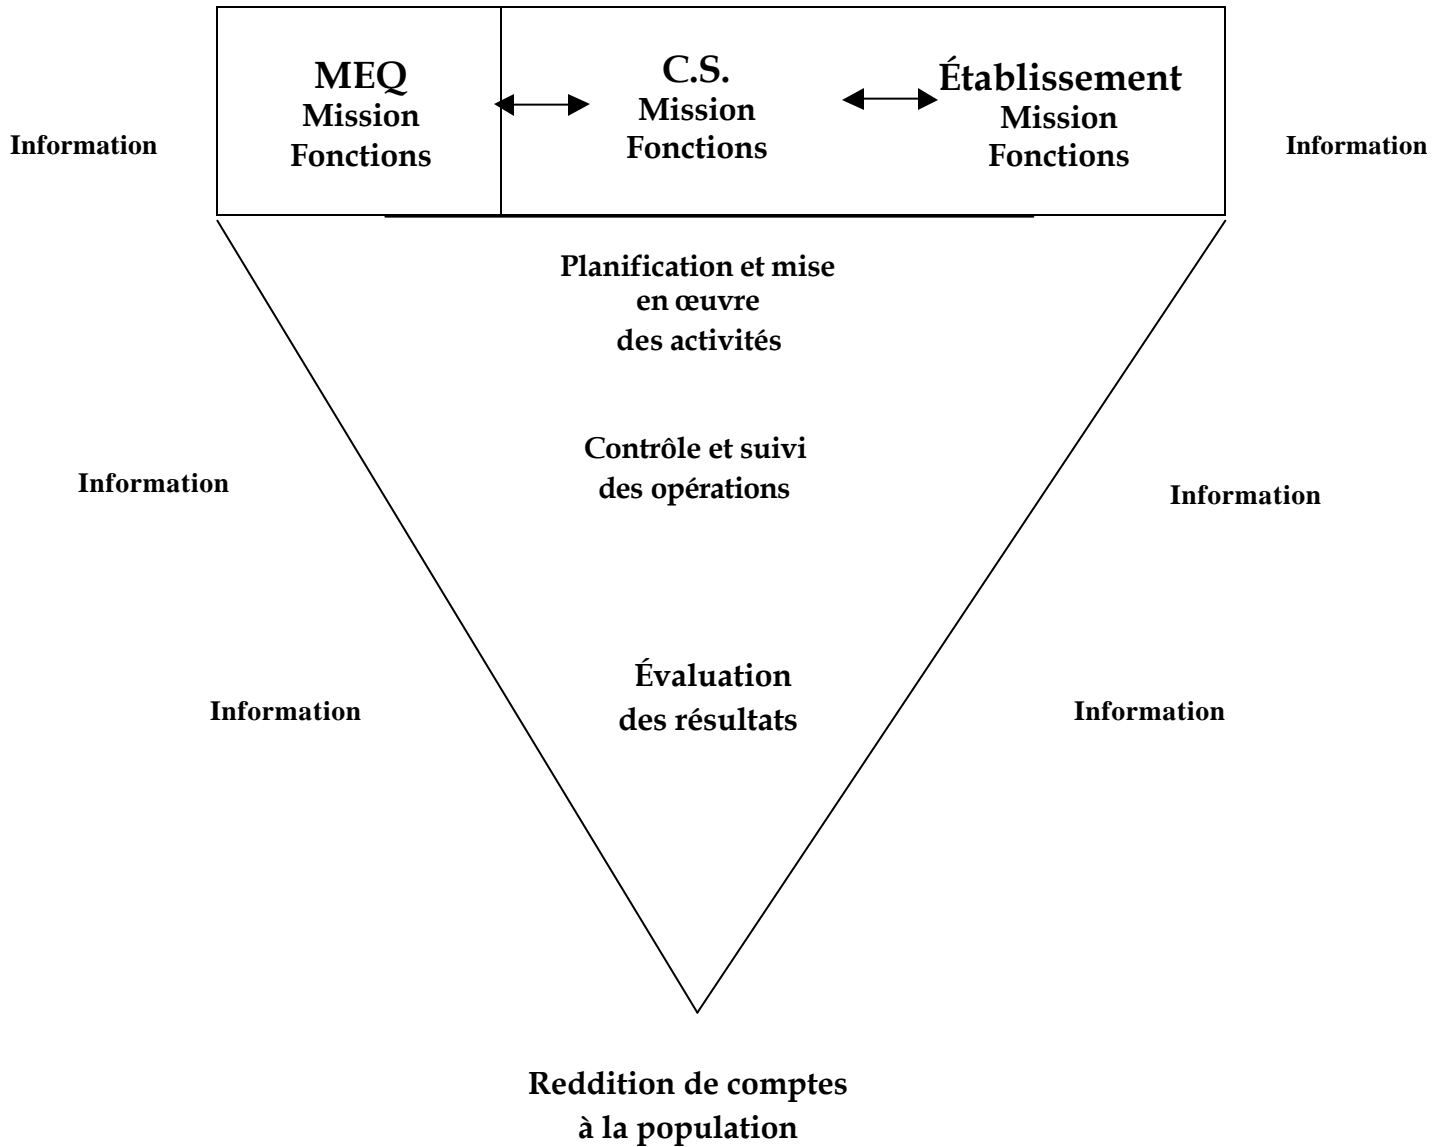 MEQ
Mission
Fonctions
C.S.
Mission
Fonctions
Établissement
Mission
Fonctions
Information
Information
Planification et mise
en œuvre
des activités
Contrôle et suivi
des opérations
Information
Information
Évaluation
des résultats
Information
Information
Reddition de comptes
à la population